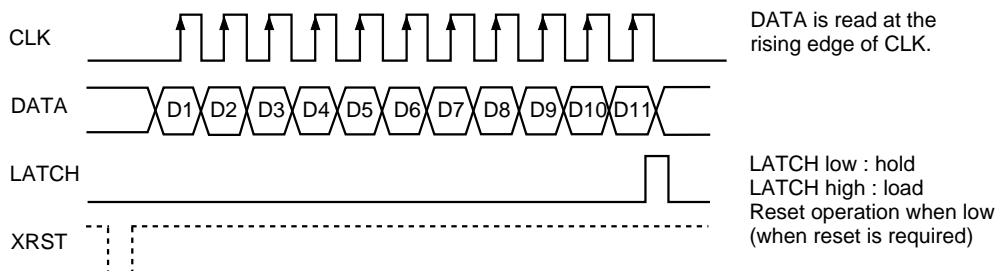 CLK
DATA is read at the
rising edge of CLK.
DATA
D1 D2 D3 D4 D5 D6 D7 D8 D9 D10 D11
LATCH
LATCH low : hold
LATCH high : load
Reset operation when low
(when reset is required)
XRST